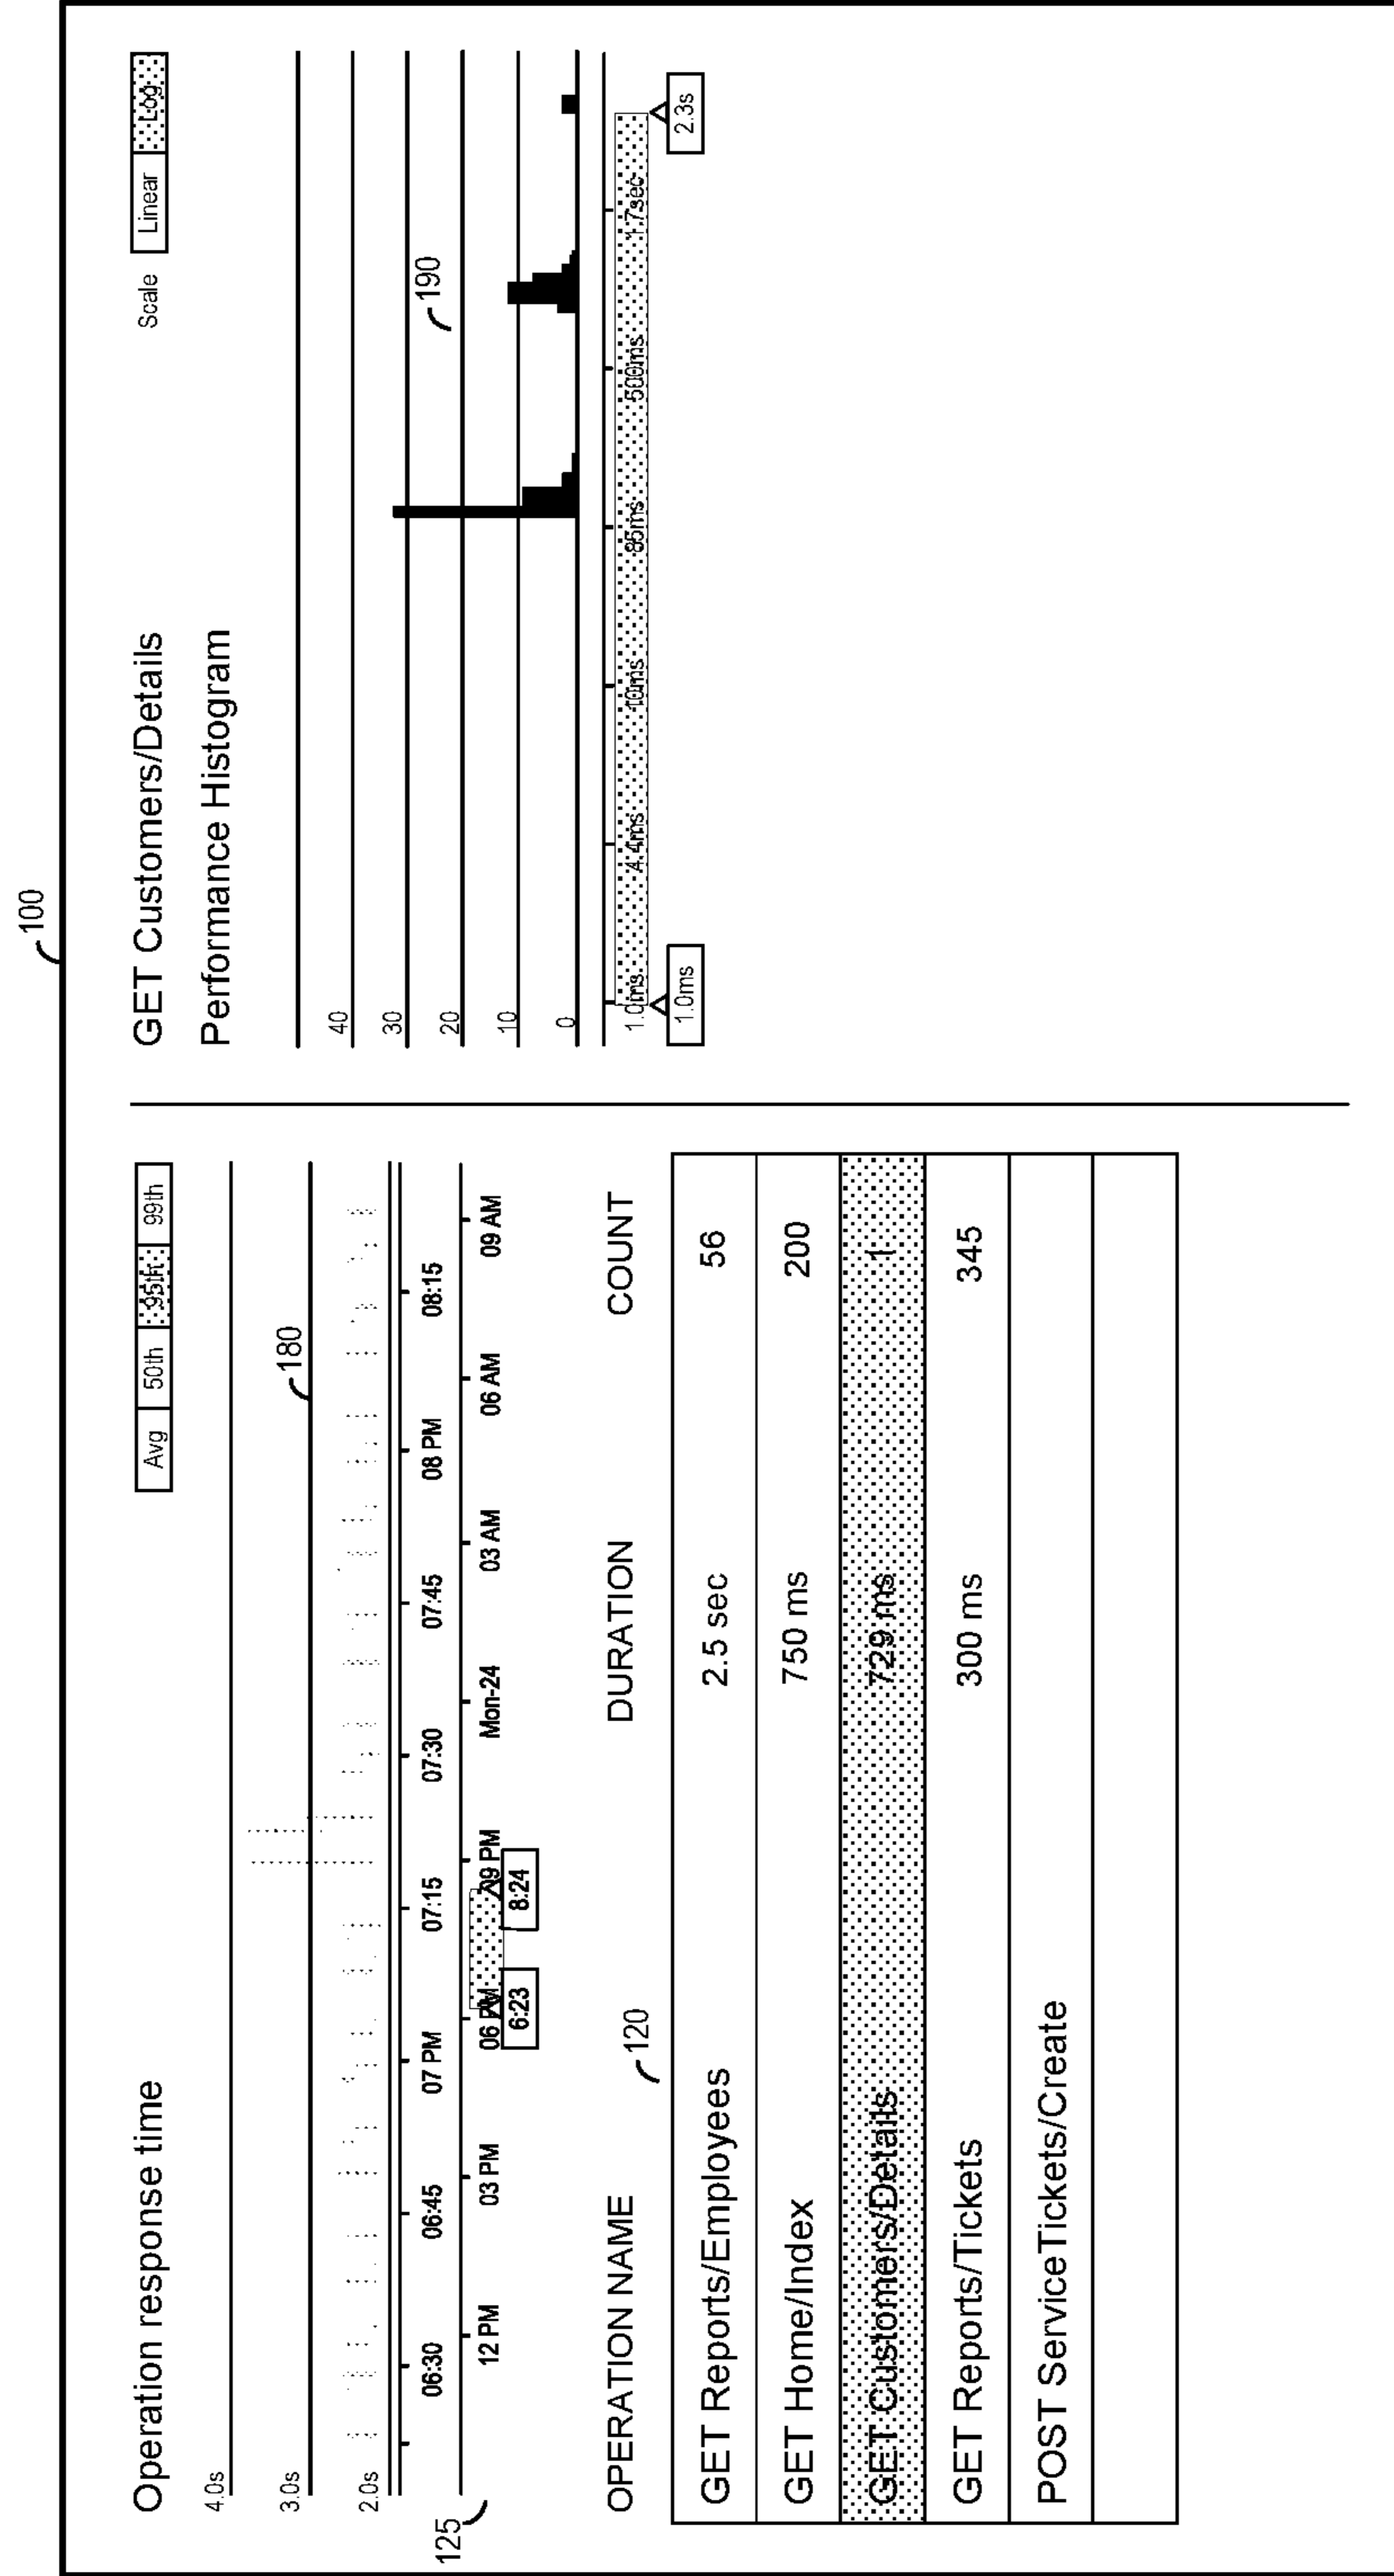 100
Operation response time
Avg 50th 95th 99th
4.0s
3.0s
180
2.0s
06:30 06:45 07 PM 07:15 07:30 07:45 08 PM 08:15
125
12 PM 03 PM 06 PM 09 PM Mon-24 03 AM 06 AM 09 AM
6:23 8:24
OPERATION NAME DURATION COUNT
120
GET Reports/Employees 2.5 sec 56
GET Home/Index 750 ms 200
GET Customers/Details 729 ms 1
GET Reports/Tickets 300 ms 345
POST ServiceTickets/Create
GET Customers/Details
Scale Linear Log
Performance Histogram
40
30
190
20
10
0
1.0ms 4.4ms 10ms 85ms 500ms 1.7sec
1.0ms 2.3s